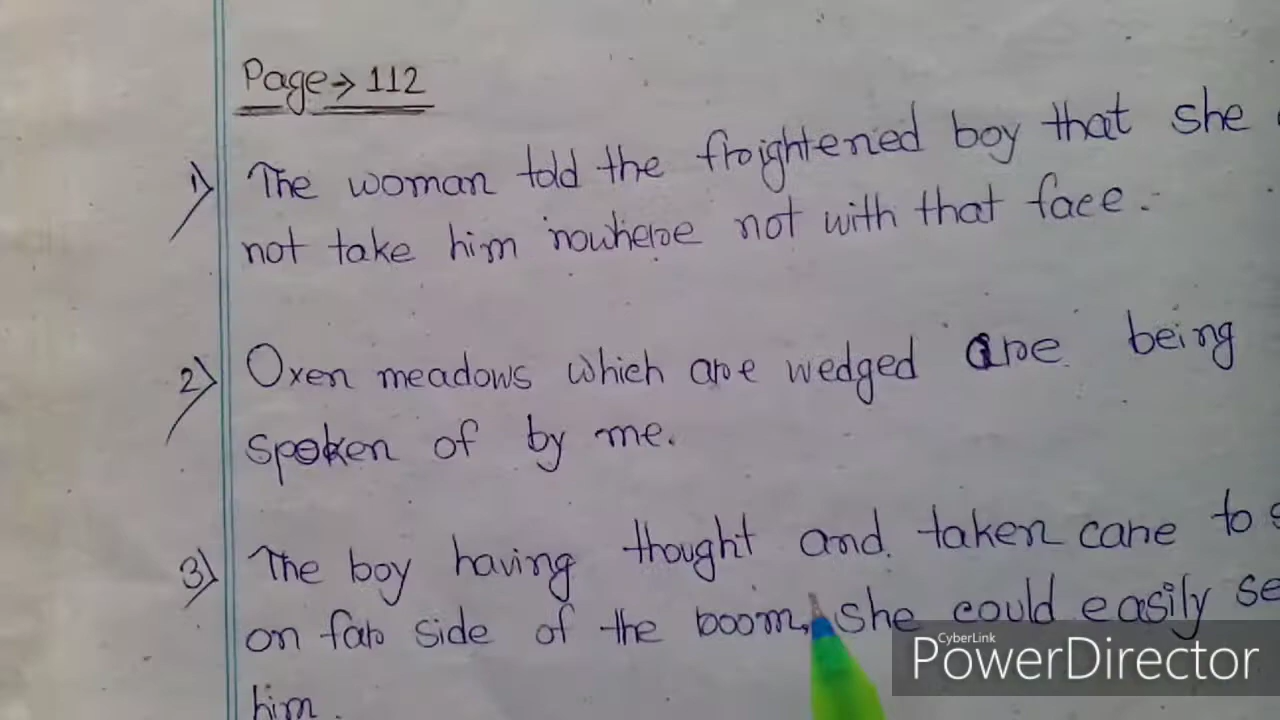 Page→ 112
1) The woman told the frightened boy that she
not take him nowhere not with that face.
2) Oxen meadows which are wedged are being
spoken of by me.
3) The boy having thought and taken care to
on far side of the room, she could easily
him.
CyberLink
PowerDirector